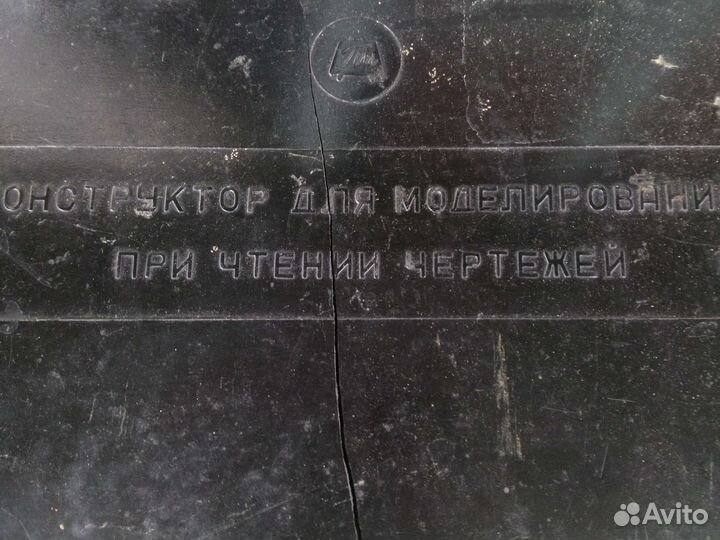 ОНСТРУКТОР ДЛЯ МОДЕЛИРОВАНИ
ПРИ ЧТЕНИИ ЧЕРТЕЖЕЙ
Avito